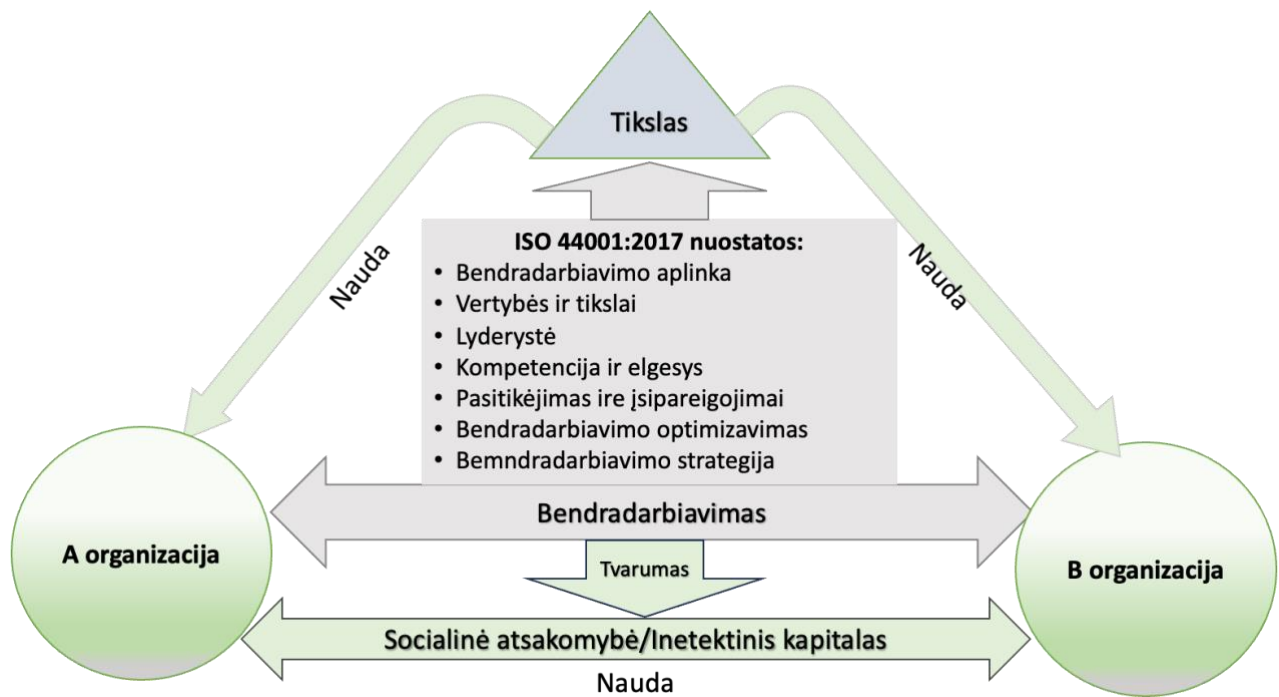 Tikslas
Nauda
Nauda
ISO 44001:2017 nuostatos:
• Bendradarbiavimo aplinka
• Vertybės ir tikslai
• Lyderystė
• Kompetencija ir elgesys
• Pasitikėjimas ire įsipareigojimai
• Bendradarbiavimo optimizavimas
• Bemndradarbiavimo strategija
Bendradarbiavimas
A organizacija
B organizacija
Tvarumas
Socialinė atsakomybė/Inetektinis kapitalas
Nauda